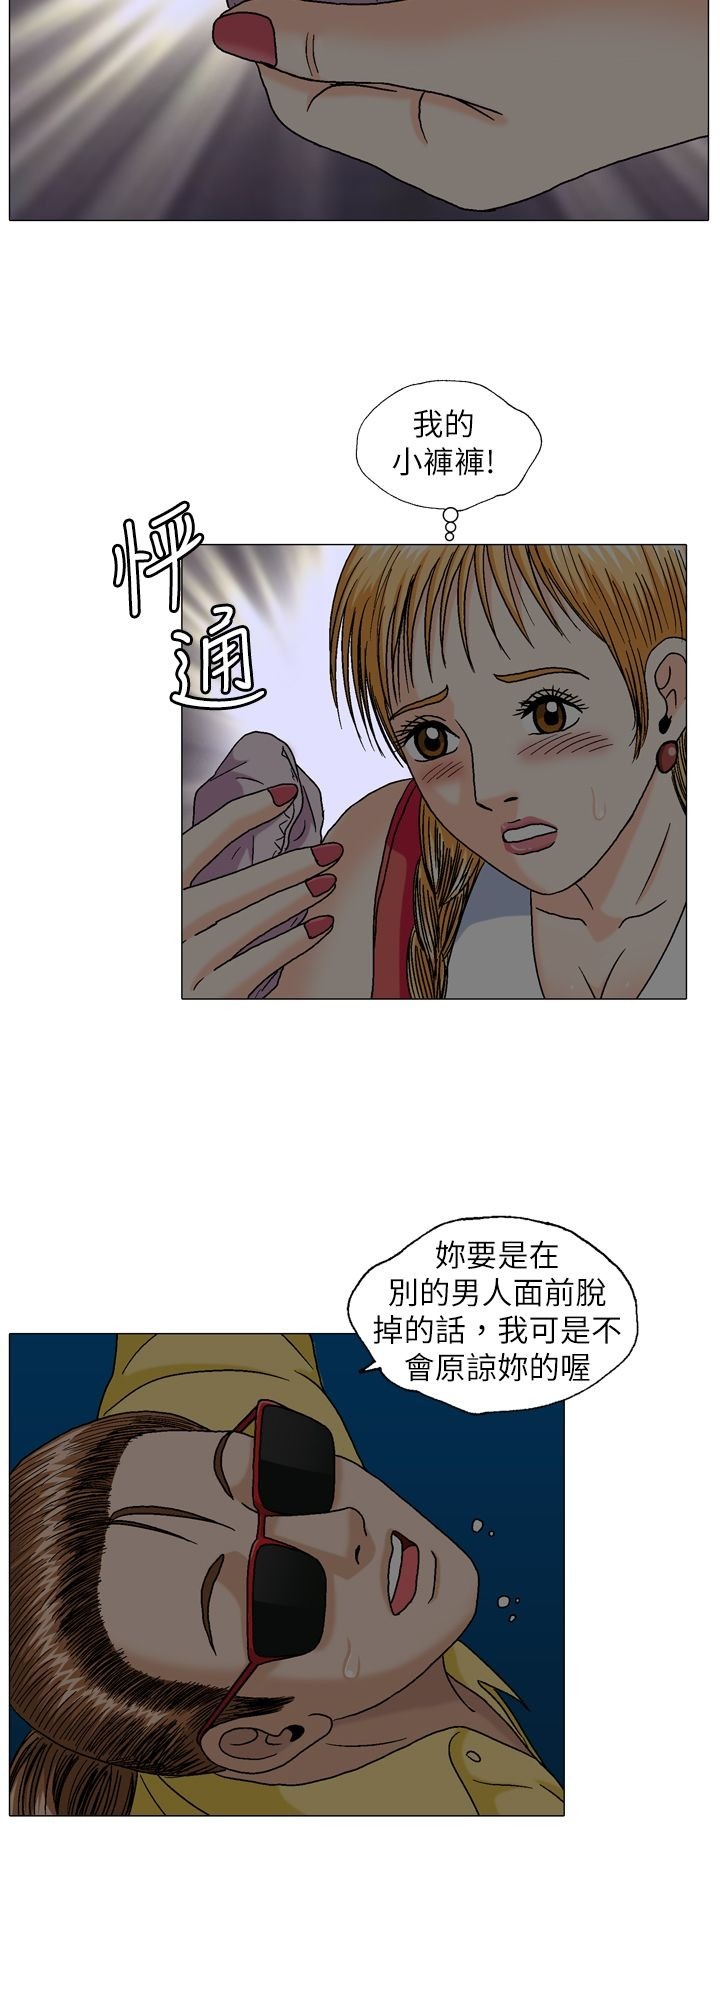 我的
小褲褲!
怦
通
妳要是在
別的男人面前脫
掉的話，我可是不
會原諒妳的喔